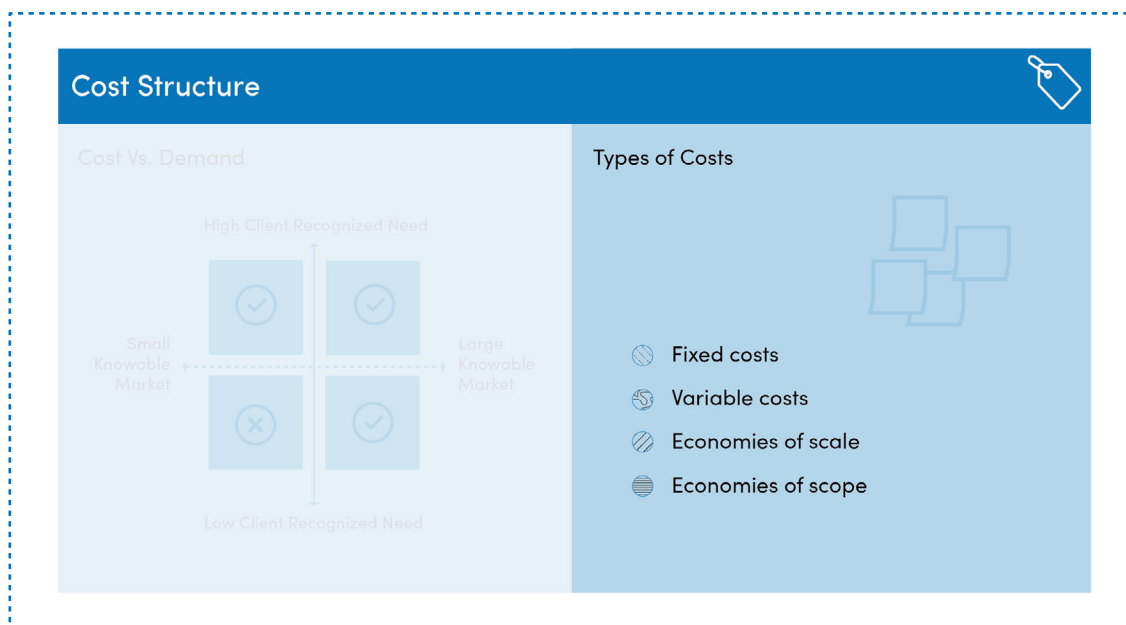 Cost Structure
Cost Vs. Demand
High Client Recognized Need
Small
Knowable
Market
Large
Knowable
Market
Low Client Recognized Need
Types of Costs
Fixed costs
Variable costs
Economies of scale
Economies of scope